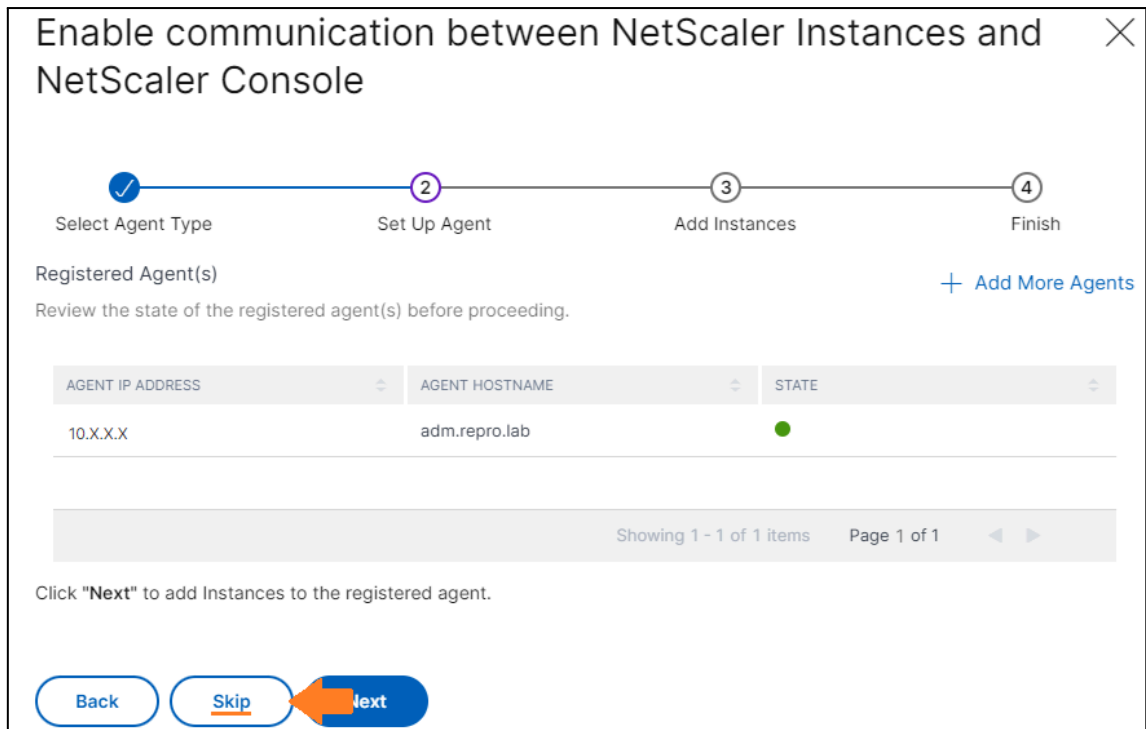 Enable communication between NetScaler Instances and
NetScaler Console
2 3 4
Select Agent Type Set Up Agent Add Instances Finish
Registered Agent(s)
+ Add More Agents
Review the state of the registered agent(s) before proceeding.
AGENT IP ADDRESS AGENT HOSTNAME STATE
10.X.X.X adm.repro.lab
Showing 1 - 1 of 1 items Page 1 of 1
Click "Next" to add Instances to the registered agent.
Back Skip ext